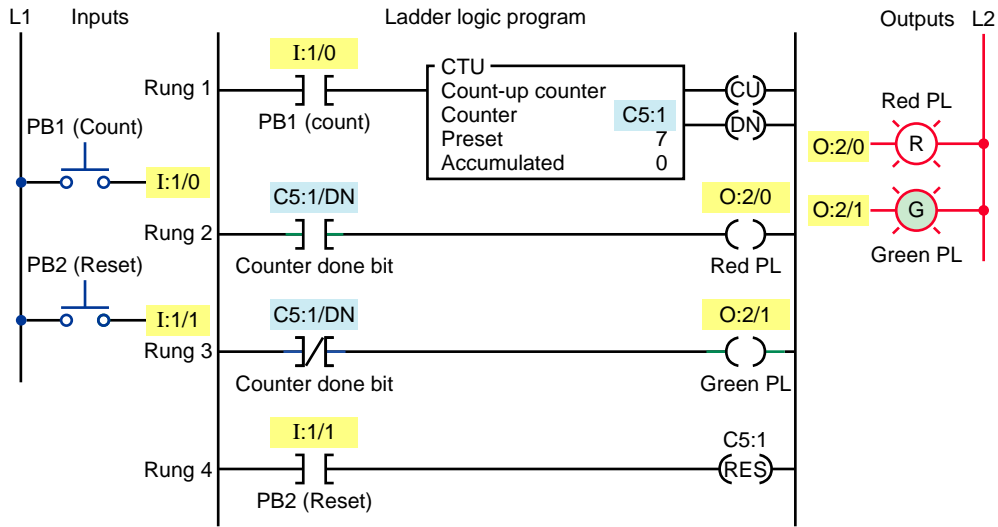 L1 Inputs Ladder logic program Outputs L2
I:1/0
Rung 1
PB1 (count)
CTU
Count-up counter
Counter C5:1
Preset 7
Accumulated 0
CU
DN
PB1 (Count)
I:1/0
Red PL
O:2/0 R
O:2/1 G
Green PL
C5:1/DN O:2/0
Rung 2
Counter done bit Red PL
PB2 (Reset)
I:1/1
C5:1/DN O:2/1
Rung 3
Counter done bit Green PL
I:1/1 C5:1
Rung 4 RES
PB2 (Reset)